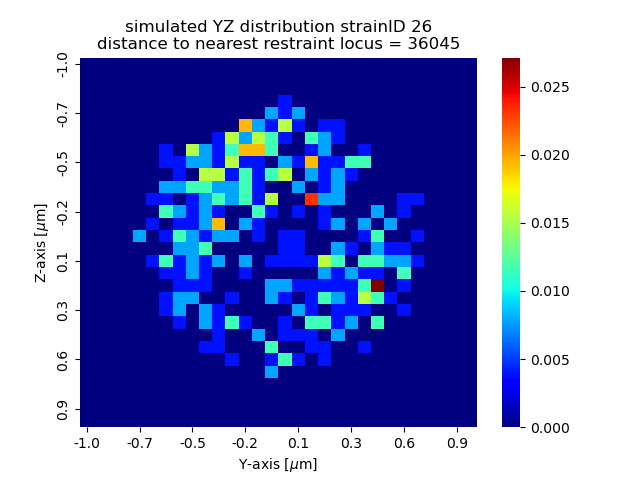 simulated YZ distribution strainID 26
distance to nearest restraint locus = 36045
Z-axis [μm]
-1.0
-0.7
-0.5
-0.2
0.1
0.3
0.6
0.9
-1.0 -0.7 -0.5 -0.2 0.1 0.3 0.6 0.9
Y-axis [μm]
0.025
0.020
0.015
0.010
0.005
0.000